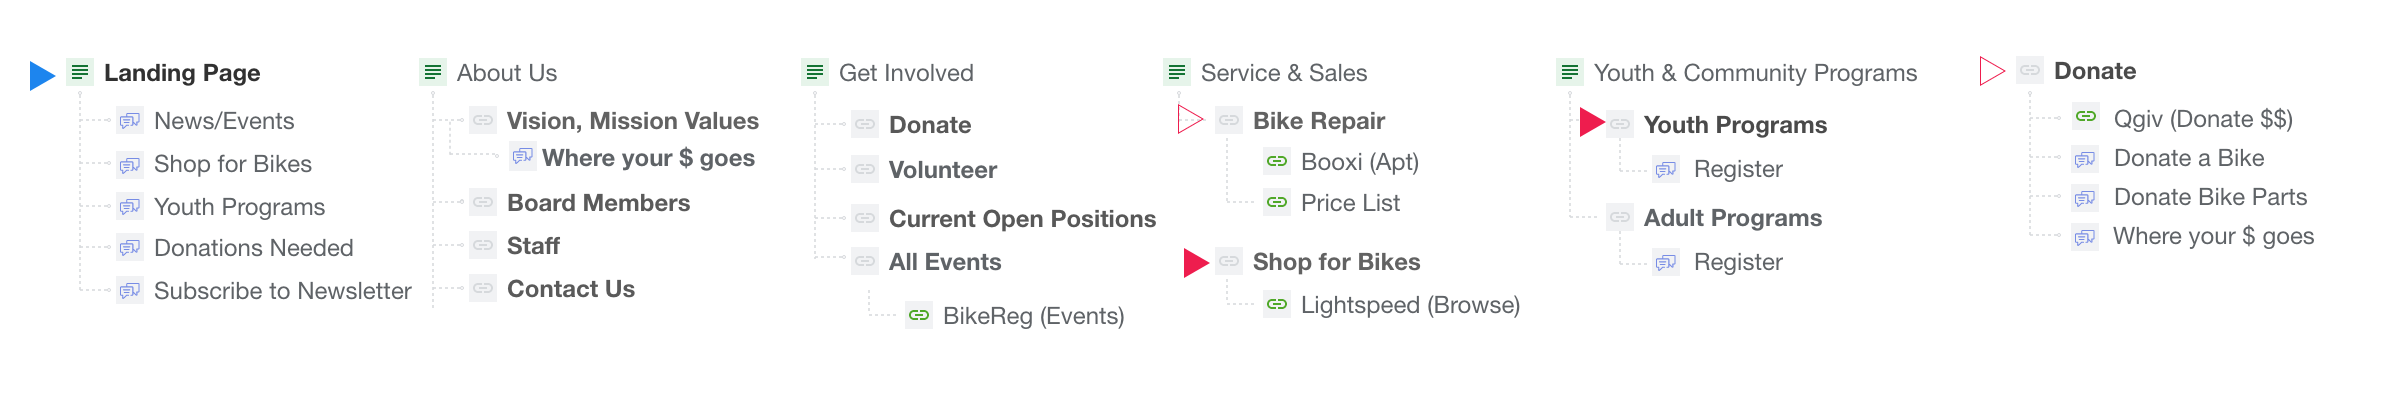 Landing Page
News/Events
Shop for Bikes
Youth Programs
Donations Needed
Subscribe to Newsletter
About Us
Vision, Mission Values
Where your $ goes
Board Members
Staff
Contact Us
Get Involved
Donate
Volunteer
Current Open Positions
All Events
BikeReg (Events)
Service & Sales
Bike Repair
Booxi (Apt)
Price List
Shop for Bikes
Lightspeed (Browse)
Youth & Community Programs
Youth Programs
Register
Adult Programs
Register
Donate
Qgiv (Donate $$)
Donate a Bike
Donate Bike Parts
Where your $ goes